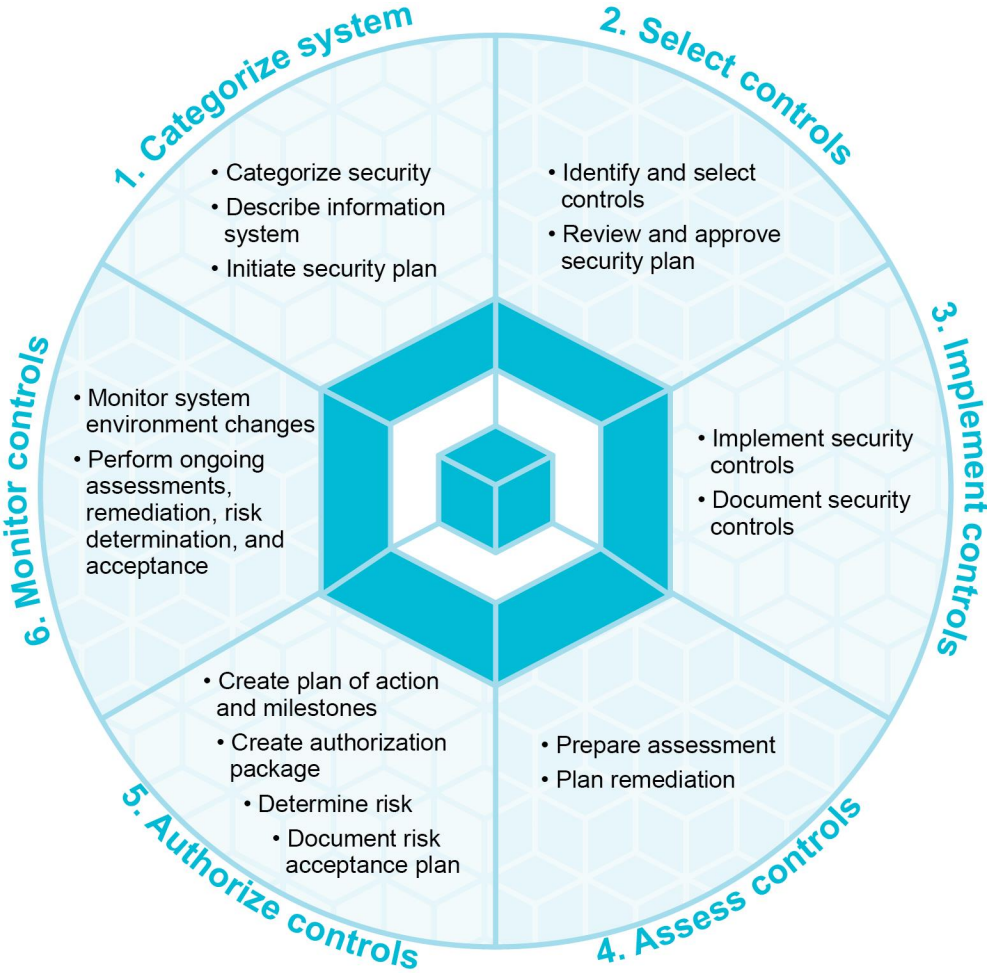 1. Categorize system
• Categorize security
• Describe information
system
• Initiate security plan
2. Select controls
• Identify and select
controls
• Review and approve
security plan
3. Implement controls
• Implement security
controls
• Document security
controls
4. Assess controls
• Prepare assessment
• Plan remediation
5. Authorize controls
• Create plan of action
and milestones
• Create authorization
package
• Determine risk
• Document risk
acceptance plan
6. Monitor controls
• Monitor system
environment changes
• Perform ongoing
assessments,
remediation, risk
determination, and
acceptance